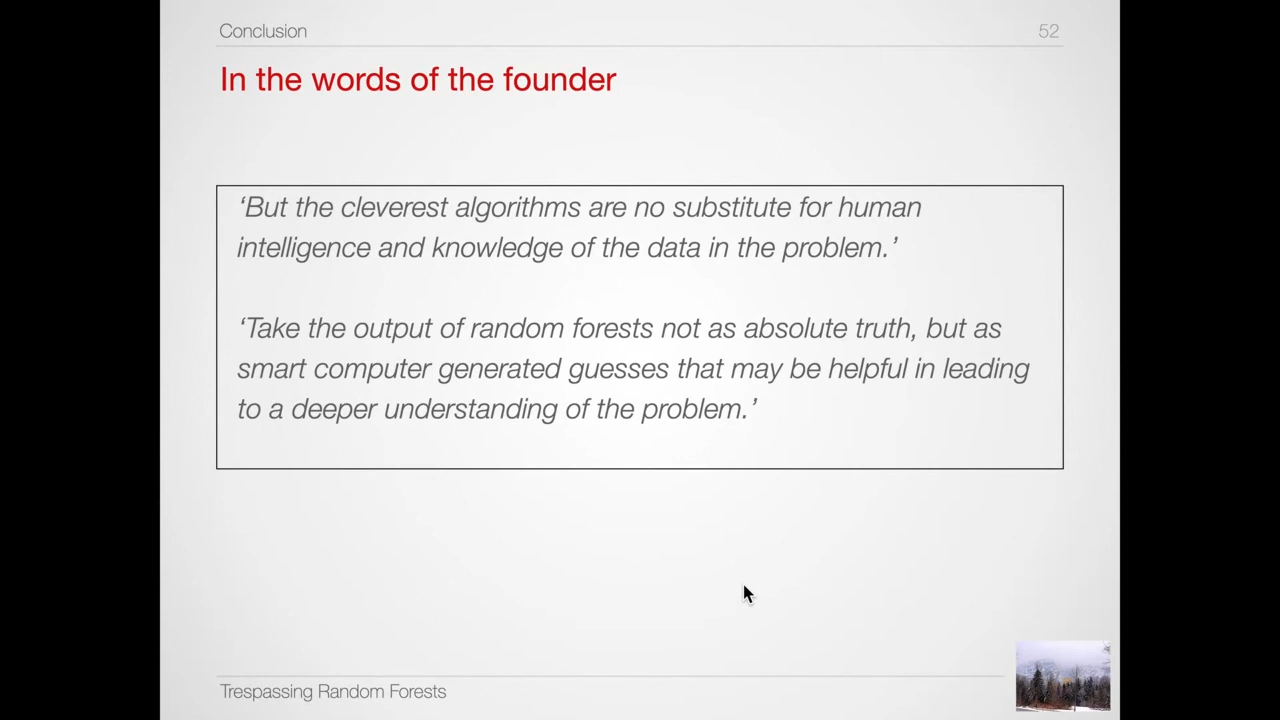 Conclusion 52
In the words of the founder
‘But the cleverest algorithms are no substitute for human
intelligence and knowledge of the data in the problem.’
‘Take the output of random forests not as absolute truth, but as
smart computer generated guesses that may be helpful in leading
to a deeper understanding of the problem.’
Trespassing Random Forests